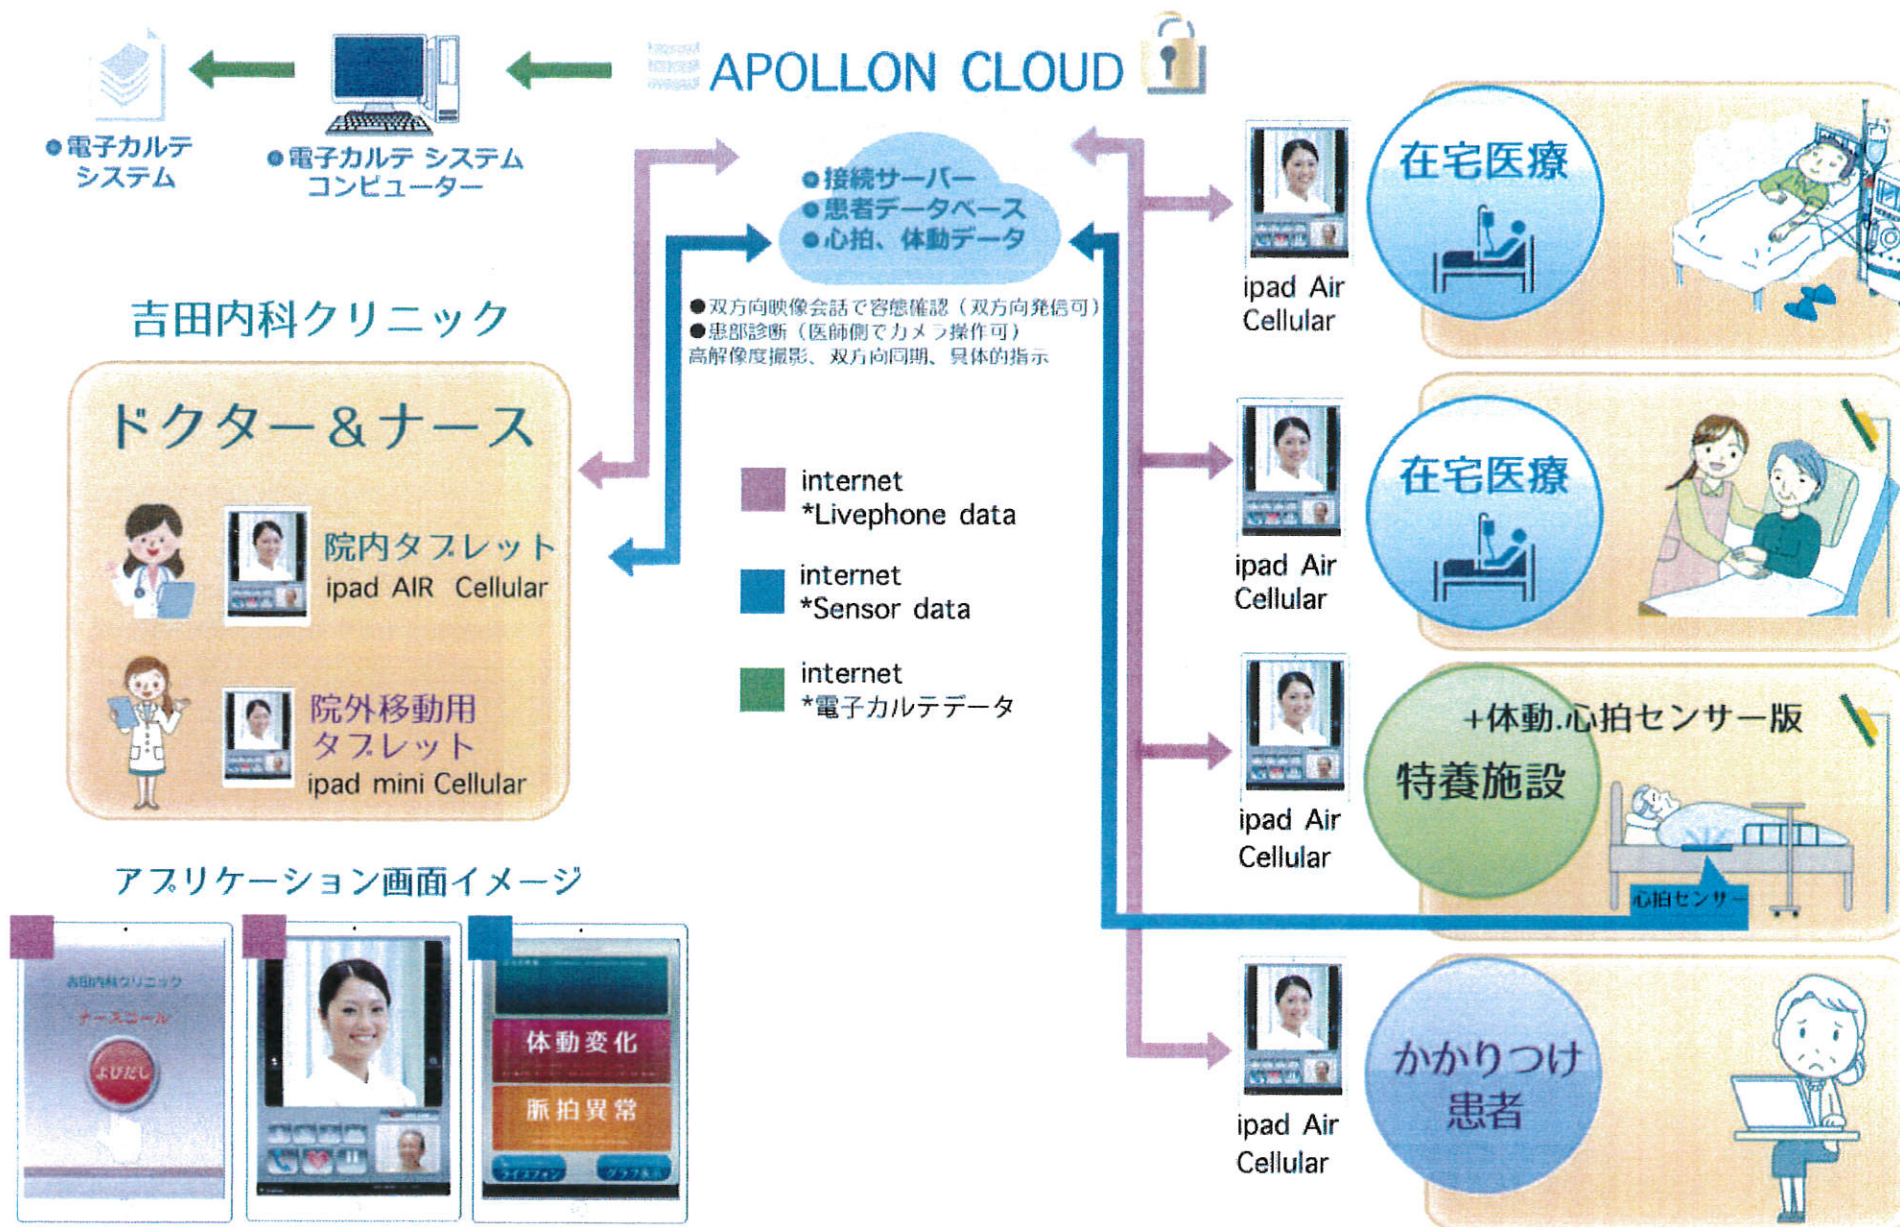 APOLLON CLOUD
●電子カルテ
システム
●電子カルテ システム
コンピューター
●接続サーバー
●患者データベース
●心拍、体動データ
●双方向映像会話で容態確認（双方向発信可）
●患部診断（医師側でカメラ操作可）
高解像度撮影、双方向同期、具体的指示
吉田内科クリニック
ドクター＆ナース
院内タブレット
ipad AIR Cellular
院外移動用
タブレット
ipad mini Cellular
internet
*Livephone data
internet
*Sensor data
internet
*電子カルテデータ
ipad Air
Cellular
在宅医療
ipad Air
Cellular
在宅医療
ipad Air
Cellular
+体動.心拍センサー版
特養施設
心拍センサー
ipad Air
Cellular
かかりつけ
患者
アプリケーション画面イメージ
吉田内科クリニック
ナースコール
よびだし
体動変化
脈拍異常
ライブフォン
グラフ表示